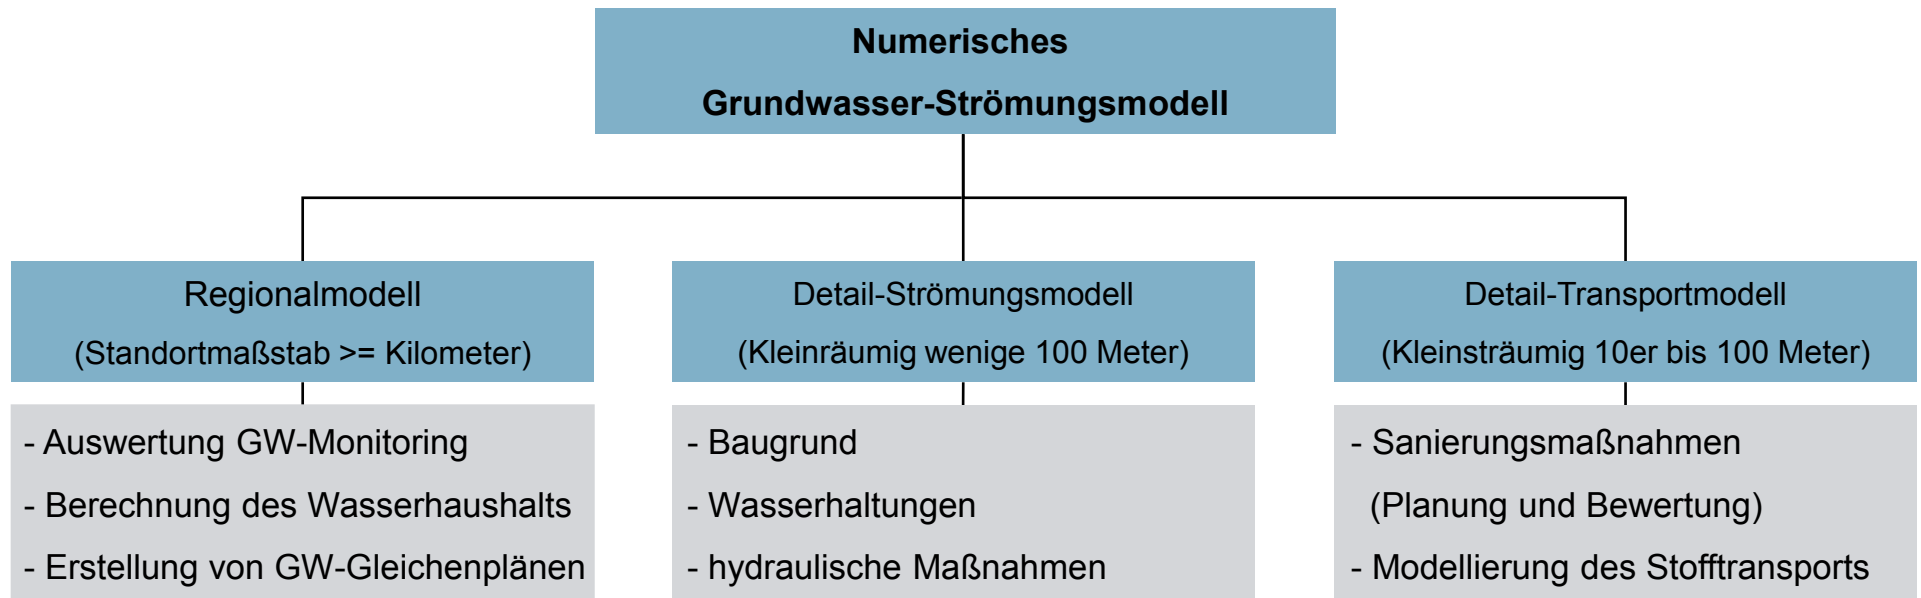 Numerisches
Grundwasser-Strömungsmodell
Regionalmodell
(Standortmaßstab >= Kilometer)
- Auswertung GW-Monitoring
- Berechnung des Wasserhaushalts
- Erstellung von GW-Gleichenplänen
Detail-Strömungsmodell
(Kleinräumig wenige 100 Meter)
- Baugrund
- Wasserhaltungen
- hydraulische Maßnahmen
Detail-Transportmodell
(Kleinsträumig 10er bis 100 Meter)
- Sanierungsmaßnahmen
(Planung und Bewertung)
- Modellierung des Stofftransports